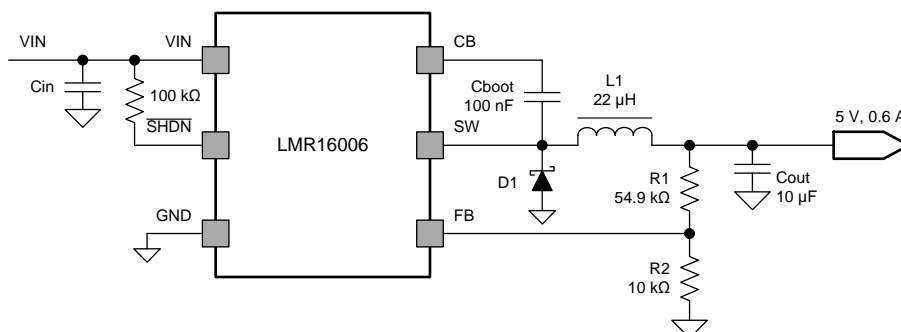 VIN
VIN
CB
Cin
100 kΩ
SHDN
Cboot
100 nF
L1
22 µH
SW
LMR16006
5 V, 0.6 A
D1
R1
54.9 kΩ
Cout
10 µF
GND
FB
R2
10 kΩ